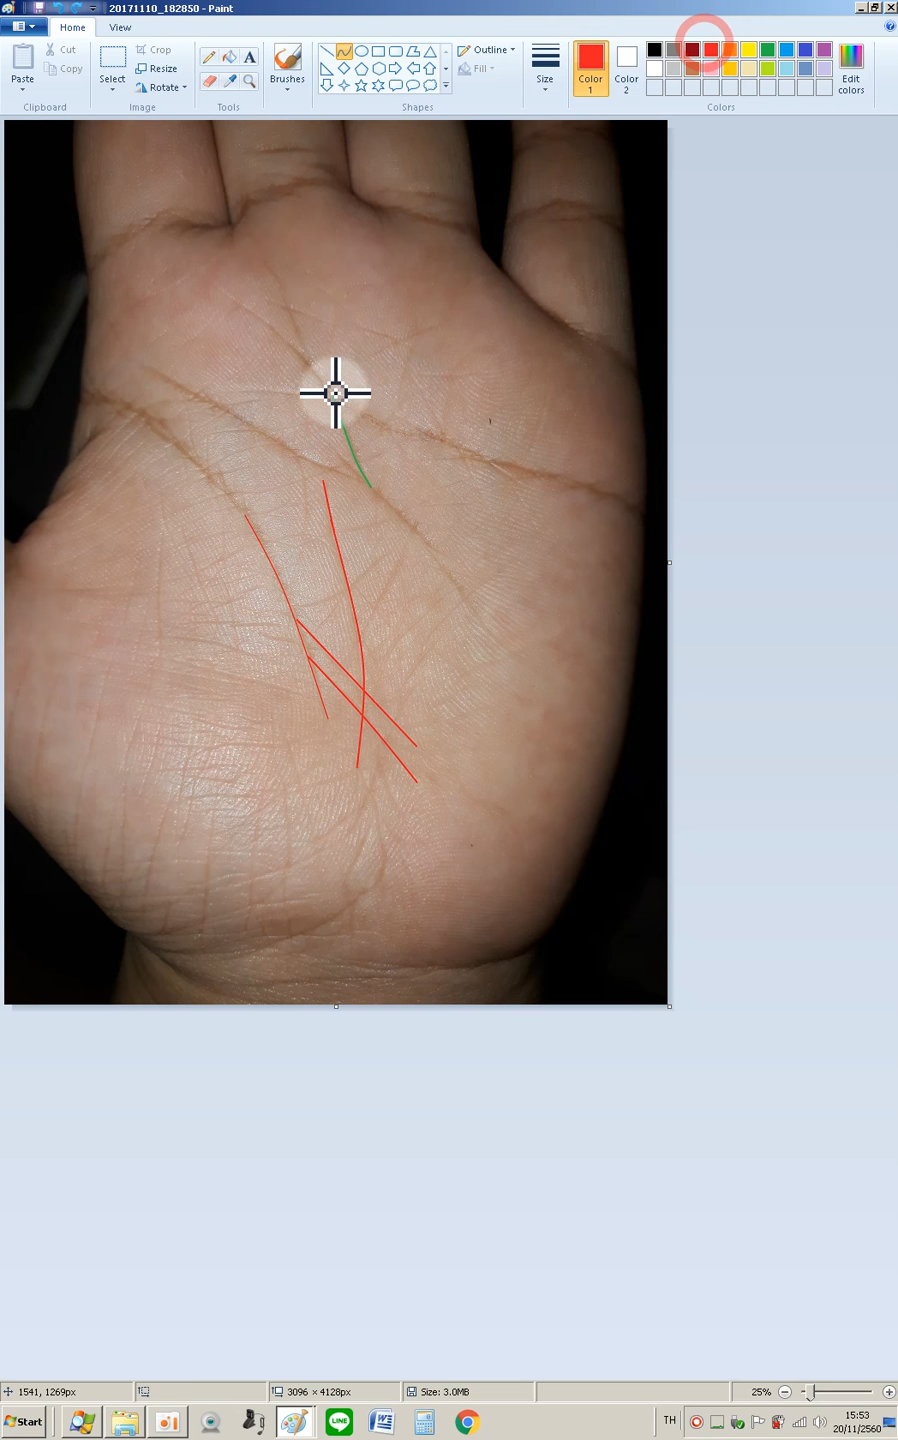 20171110_182850 - Paint
Home View
Paste
Cut
Copy
Clipboard
Select
Crop
Resize
Rotate
Image
A
Tools
Brushes
Shapes
Outline
Fill
Size
Color 1
Color 2
Edit colors
Colors
1541, 1269px
3096 × 4128px
Size: 3.0MB
25%
Start
LINE
W
TH
15:53
20/11/2560